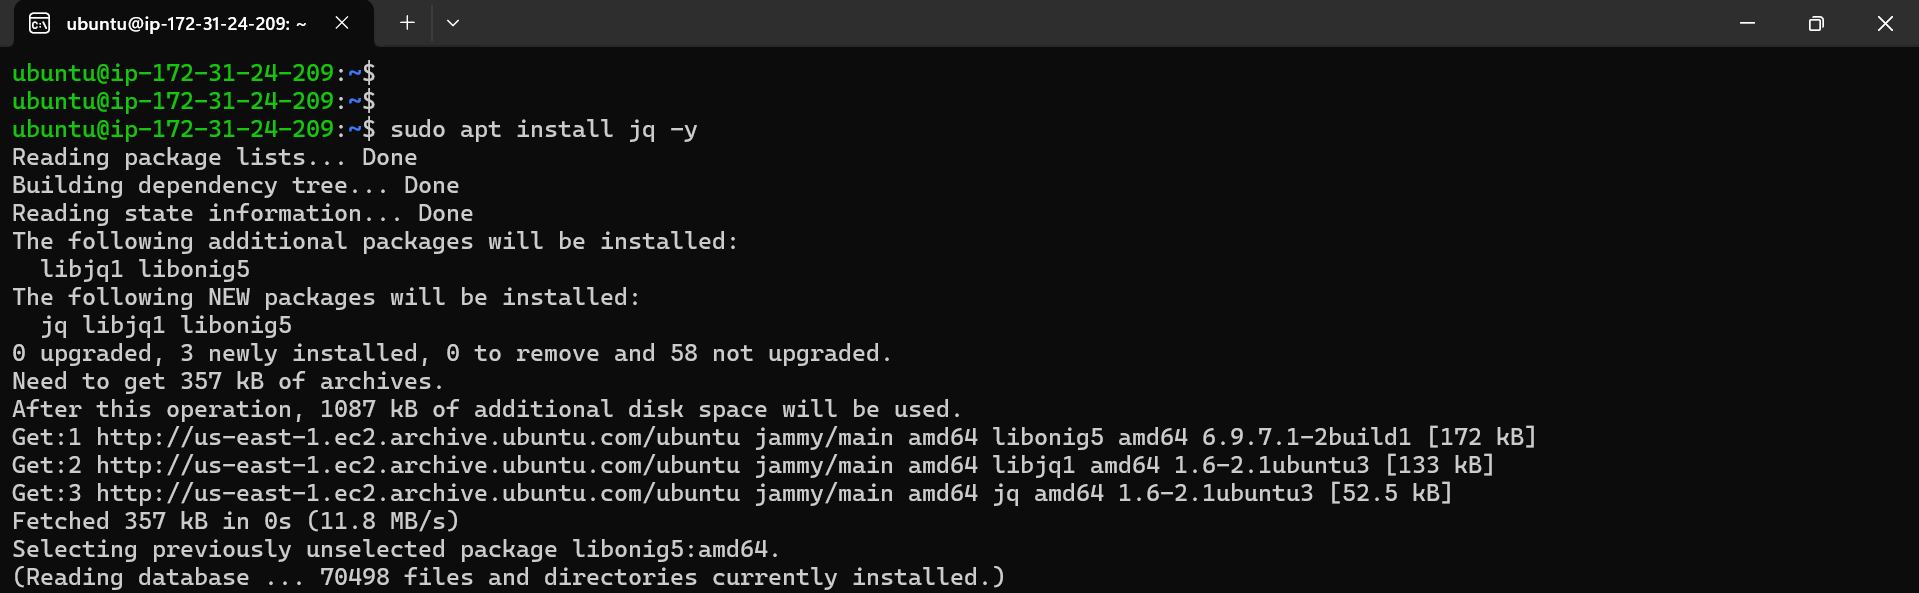 ubuntu@ip-172-31-24-209: ~
ubuntu@ip-172-31-24-209:~$
ubuntu@ip-172-31-24-209:~$
ubuntu@ip-172-31-24-209:~$ sudo apt install jq -y
Reading package lists... Done
Building dependency tree... Done
Reading state information... Done
The following additional packages will be installed:
  libjq1 libonig5
The following NEW packages will be installed:
  jq libjq1 libonig5
0 upgraded, 3 newly installed, 0 to remove and 58 not upgraded.
Need to get 357 kB of archives.
After this operation, 1087 kB of additional disk space will be used.
Get:1 http://us-east-1.ec2.archive.ubuntu.com/ubuntu jammy/main amd64 libonig5 amd64 6.9.7.1-2build1 [172 kB]
Get:2 http://us-east-1.ec2.archive.ubuntu.com/ubuntu jammy/main amd64 libjq1 amd64 1.6-2.1ubuntu3 [133 kB]
Get:3 http://us-east-1.ec2.archive.ubuntu.com/ubuntu jammy/main amd64 jq amd64 1.6-2.1ubuntu3 [52.5 kB]
Fetched 357 kB in 0s (11.8 MB/s)
Selecting previously unselected package libonig5:amd64.
(Reading database ... 70498 files and directories currently installed.)